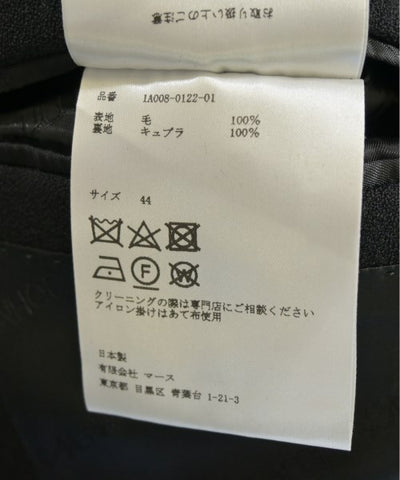 お取り扱い上のご注意
品番 1A008-0122-01
表地 毛 100%
裏地 キュプラ 100%
サイズ 44
F
W
クリーニングの際は専門店にご相談ください
アイロン掛けはあて布使用
日本製
有限会社 マース
東京都 目黒区 青葉台 1-21-3